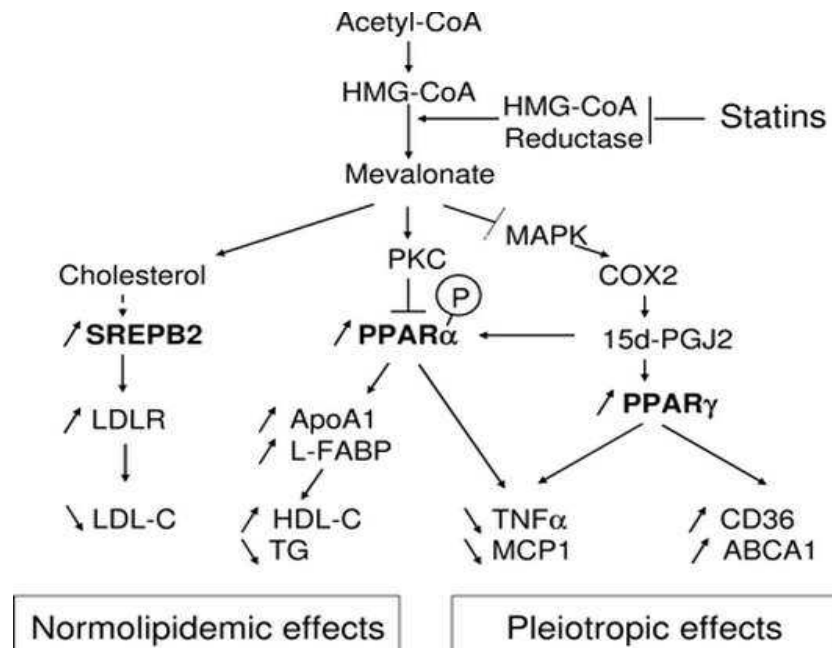 Acetyl-CoA
HMG-CoA
HMG-CoA
Reductase
Statins
Mevalonate
MAPK
PKC
COX2
Cholesterol
P
SREPB2
PPARα
15d-PGJ2
PPARγ
LDLR
ApoA1
L-FABP
LDL-C
HDL-C
TG
TNFα
MCP1
CD36
ABCA1
Normolipidemic effects
Pleiotropic effects